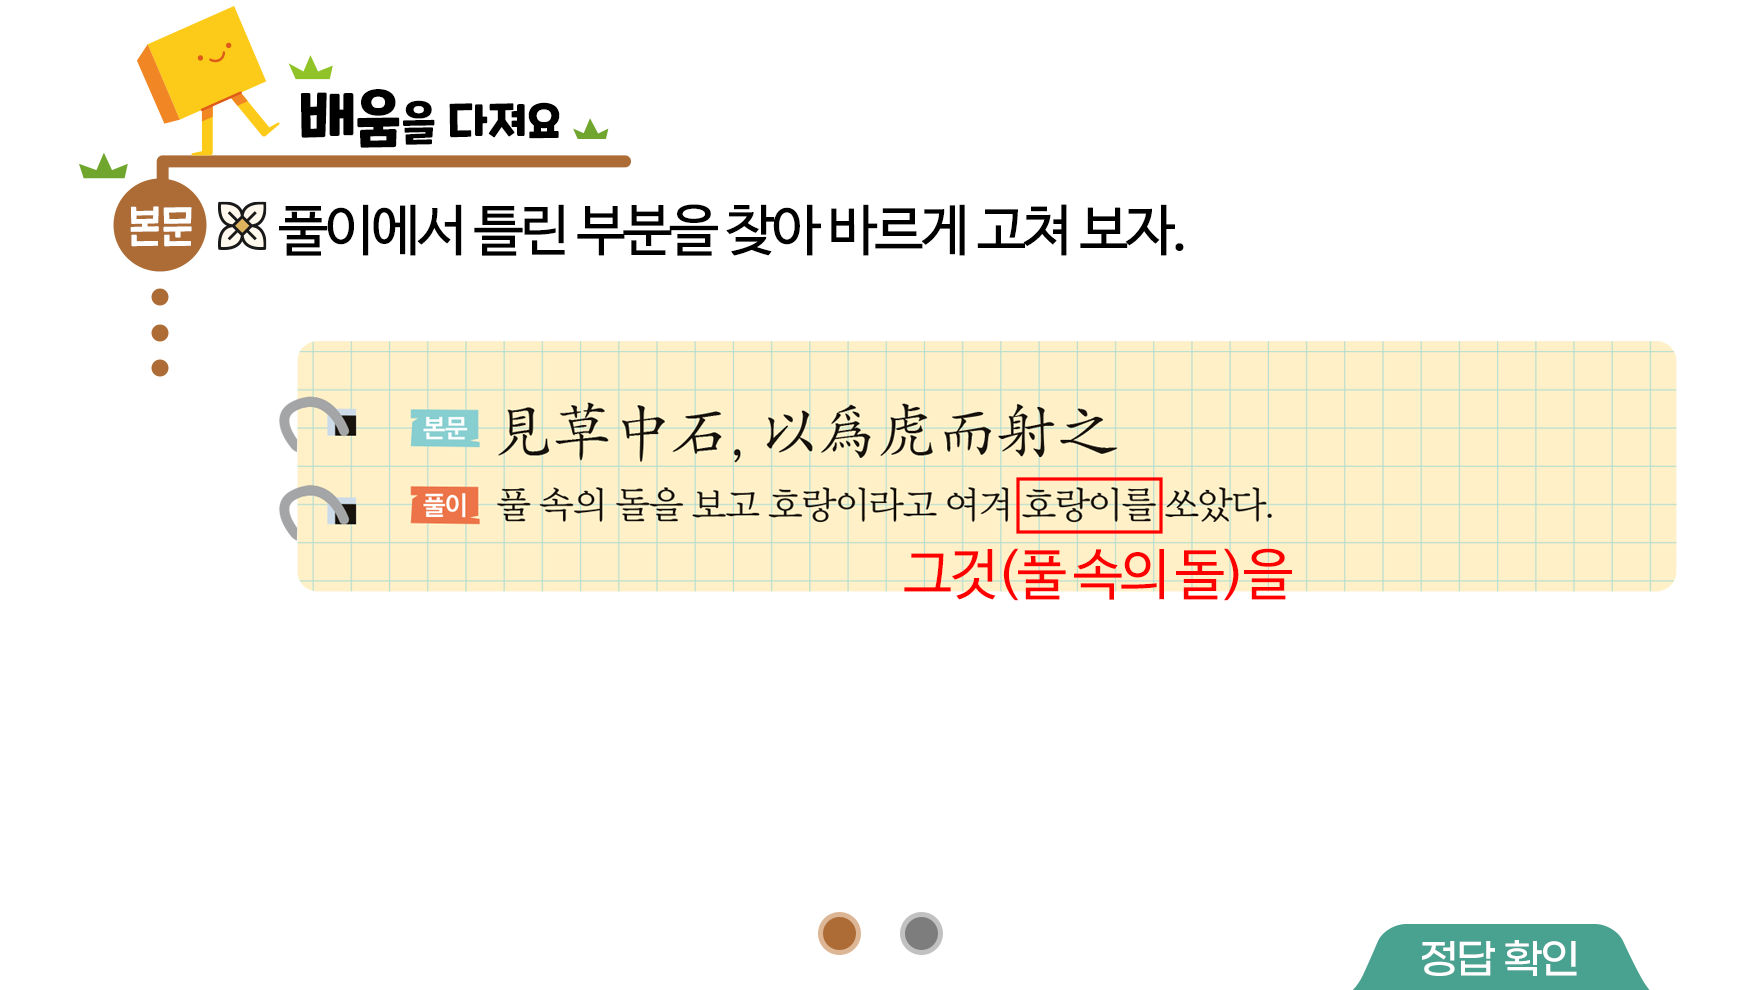 배움을 다져요
본문 풀이에서 틀린 부분을 찾아 바르게 고쳐 보자.
본문 見草中石, 以爲虎而射之
풀이 풀 속의 돌을 보고 호랑이라고 여겨 호랑이를 쏘았다.
그것(풀 속의 돌)을
정답 확인